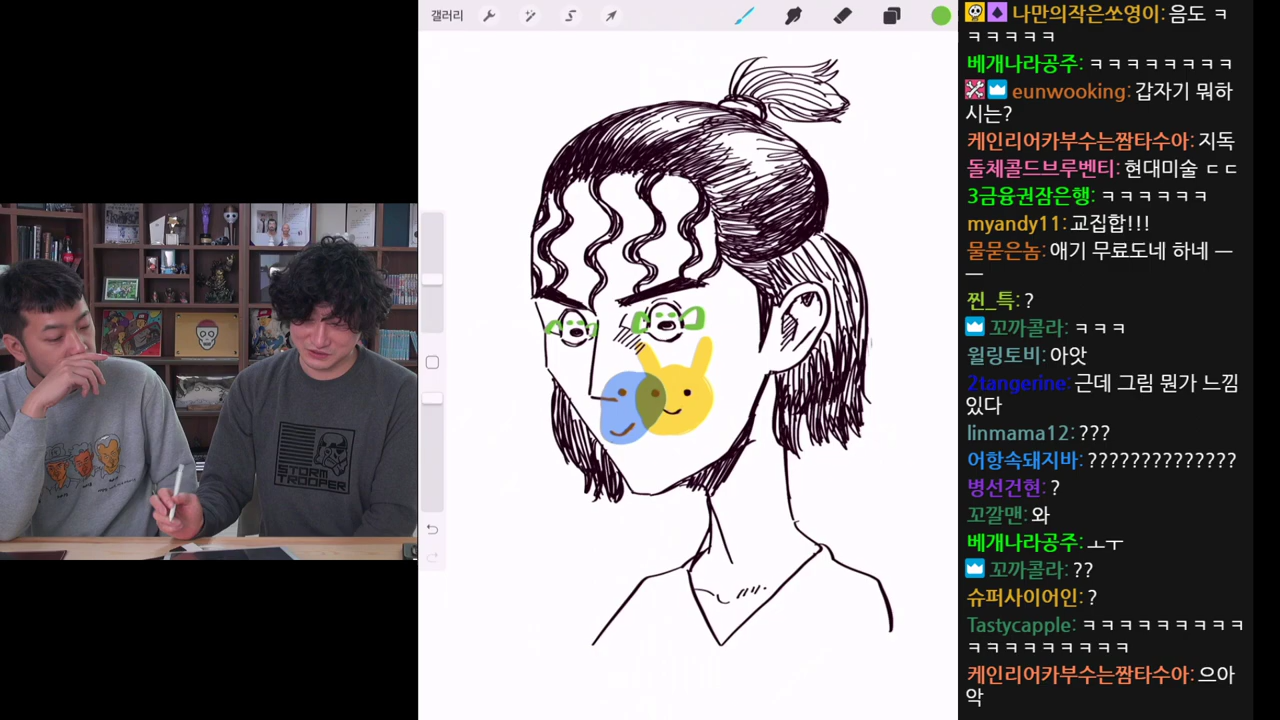 갤러리
STORM
TROOPER
나만의작은쏘영이: 음도 ㅋ
ㅋㅋㅋㅋㅋ
베개나라공주: ㅋㅋㅋㅋㅋㅋㅋㅋ
eunwooking: 갑자기 뭐하
시는?
케인리어카부수는짬타수아: 지독
돌체콜드브루벤티: 현대미술 ㄷㄷ
3금융권잠은행: ㅋㅋㅋㅋㅋㅋ
myandy11: 교집합!!!
물묻은놈: 얘기 무료도네 하네 ㅡ
ㅡ
찐_특: ?
꼬까콜라: ㅋㅋㅋ
윌링토비: 아앗
2tangerine: 근데 그림 뭔가 느낌
있다
linmama12: ???
어항속돼지바: ??????????????
병선건현: ?
꼬깔맨: 와
베개나라공주: ㅗㅜ
꼬까콜라: ??
슈퍼사이어인: ?
Tastycapple: ㅋㅋㅋㅋㅋㅋㅋㅋㅋ
ㅋㅋㅋㅋㅋㅋㅋㅋㅋ
케인리어카부수는짬타수아: 으아
악